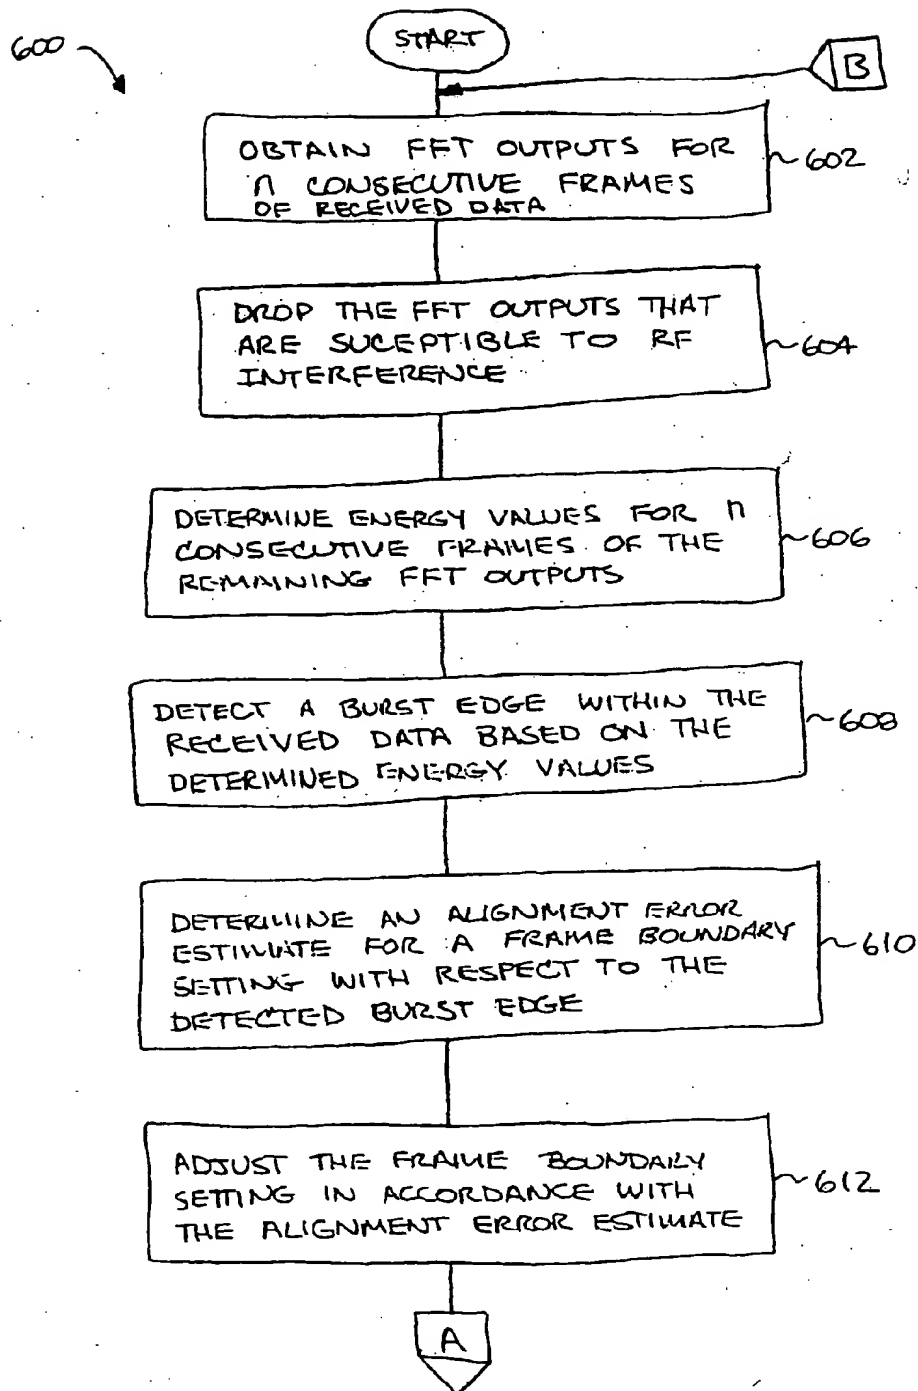 600
START
B
OBTAIN FFT OUTPUTS FOR
n CONSECUTIVE FRAMES
OF RECEIVED DATA
602
DROP THE FFT OUTPUTS THAT
ARE SUCEPTIBLE TO RF
INTERFERENCE
604
DETERMINE ENERGY VALUES FOR n
CONSECUTIVE FRAMES OF THE
REMAINING FFT OUTPUTS
606
DETECT A BURST EDGE WITHIN THE
RECEIVED DATA BASED ON THE
DETERMINED ENERGY VALUES
608
DETERMINE AN ALIGNMENT ERROR
ESTIMATE FOR A FRAME BOUNDARY
SETTING WITH RESPECT TO THE
DETECTED BURST EDGE
610
ADJUST THE FRAME BOUNDARY
SETTING IN ACCORDANCE WITH
THE ALIGNMENT ERROR ESTIMATE
612
A